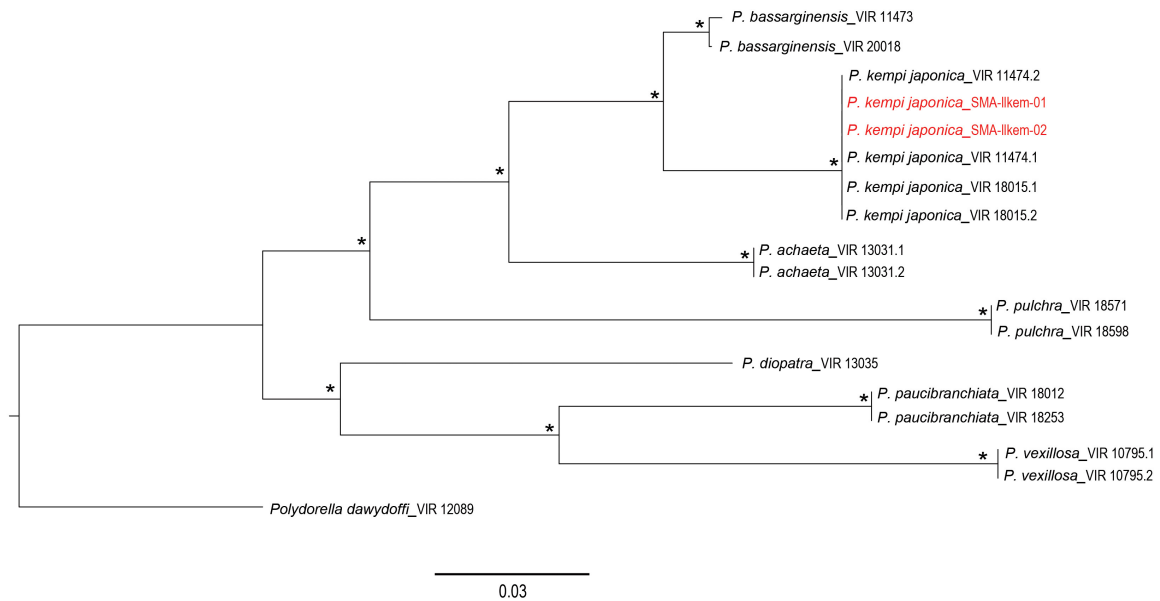 * P. bassarginensis_VIR 11473
P. bassarginensis_VIR 20018
P. kempi japonica_VIR 11474.2
*
P. kempi japonica_SMA-Ilkem-01
P. kempi japonica_SMA-Ilkem-02
* P. kempi japonica_VIR 11474.1
*
P. kempi japonica_VIR 18015.1
P. kempi japonica_VIR 18015.2
*
* P. achaeta_VIR 13031.1
P. achaeta_VIR 13031.2
* P. pulchra_VIR 18571
P. pulchra_VIR 18598
P. diopatra_VIR 13035
*
* P. paucibranchiata_VIR 18012
P. paucibranchiata_VIR 18253
*
* P. vexillosa_VIR 10795.1
P. vexillosa_VIR 10795.2
Polydorella dawydoffi_VIR 12089
0.03